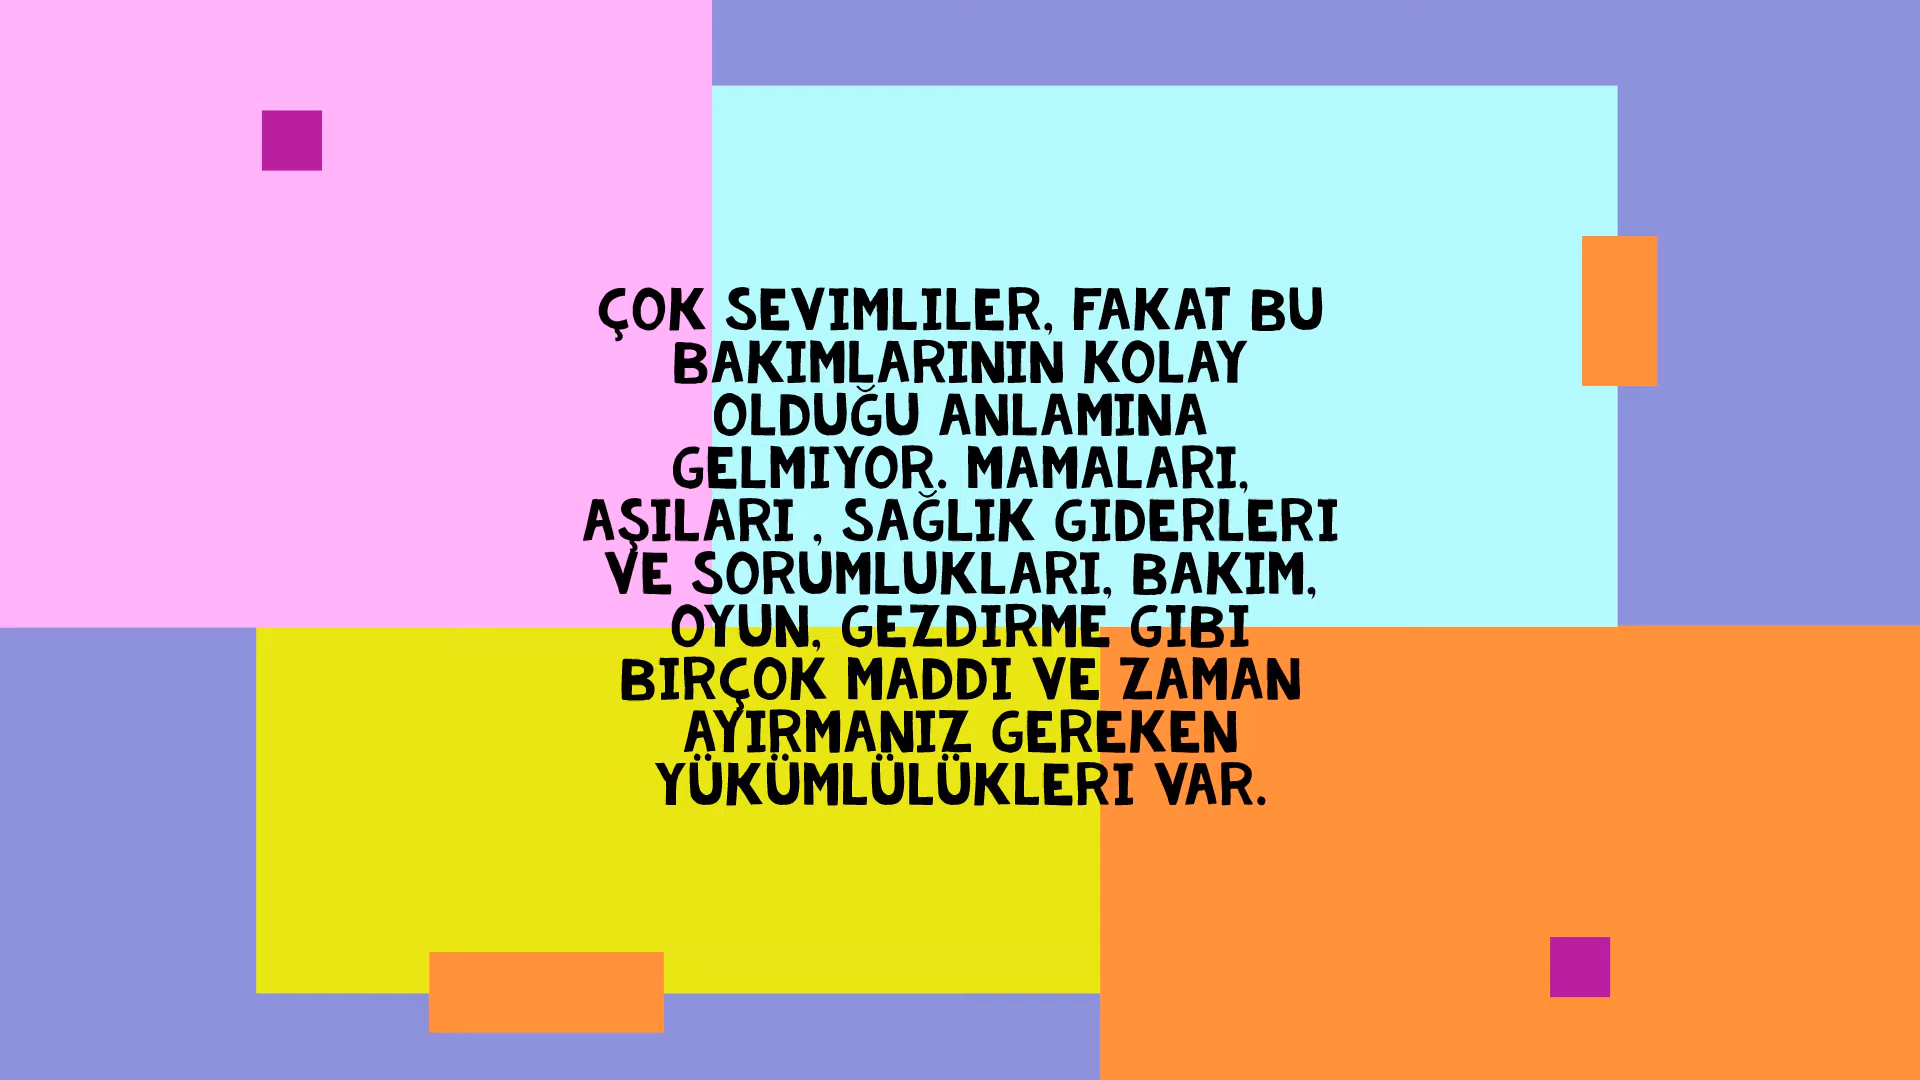 ÇOK SEVIMLILER, FAKAT BU
BAKIMLARININ KOLAY
OLDUĞU ANLAMINA
GELMIYOR. MAMALARI,
AŞILARI , SAĞLIK GIDERLERI
VE SORUMLUKLARI, BAKIM,
OYUN, GEZDIRME GIBI
BIRÇOK MADDI VE ZAMAN
AYIRMANIZ GEREKEN
YÜKÜMLÜLÜKLERI VAR.